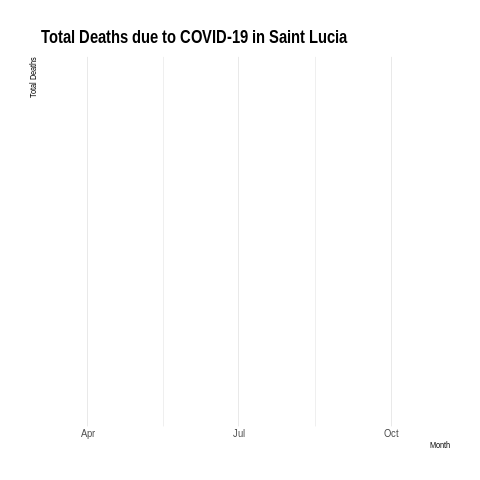 Total Deaths due to COVID-19 in Saint Lucia
Total Deaths
Apr
Jul
Oct
Month